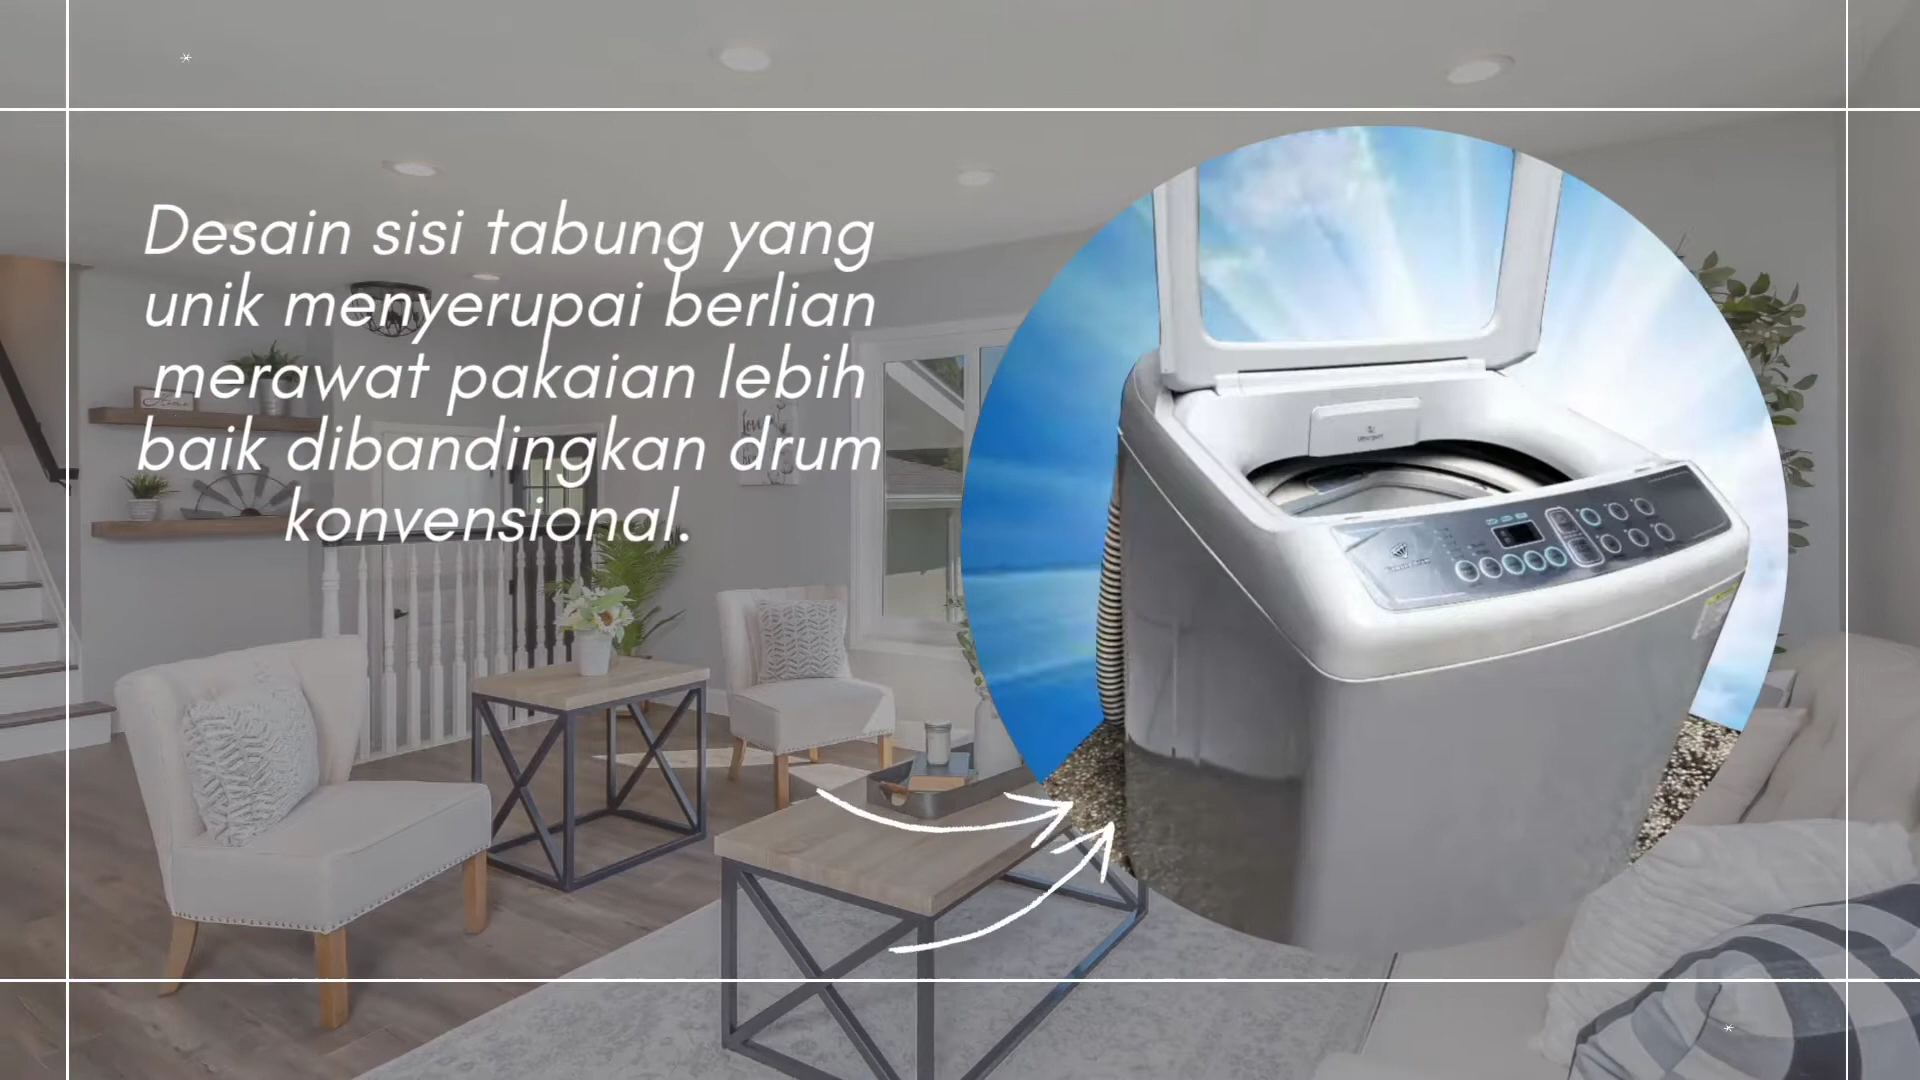 Desain sisi tabung yang
unik menyerupai berlian
merawat pakaian lebih
baik dibandingkan drum
konvensional.